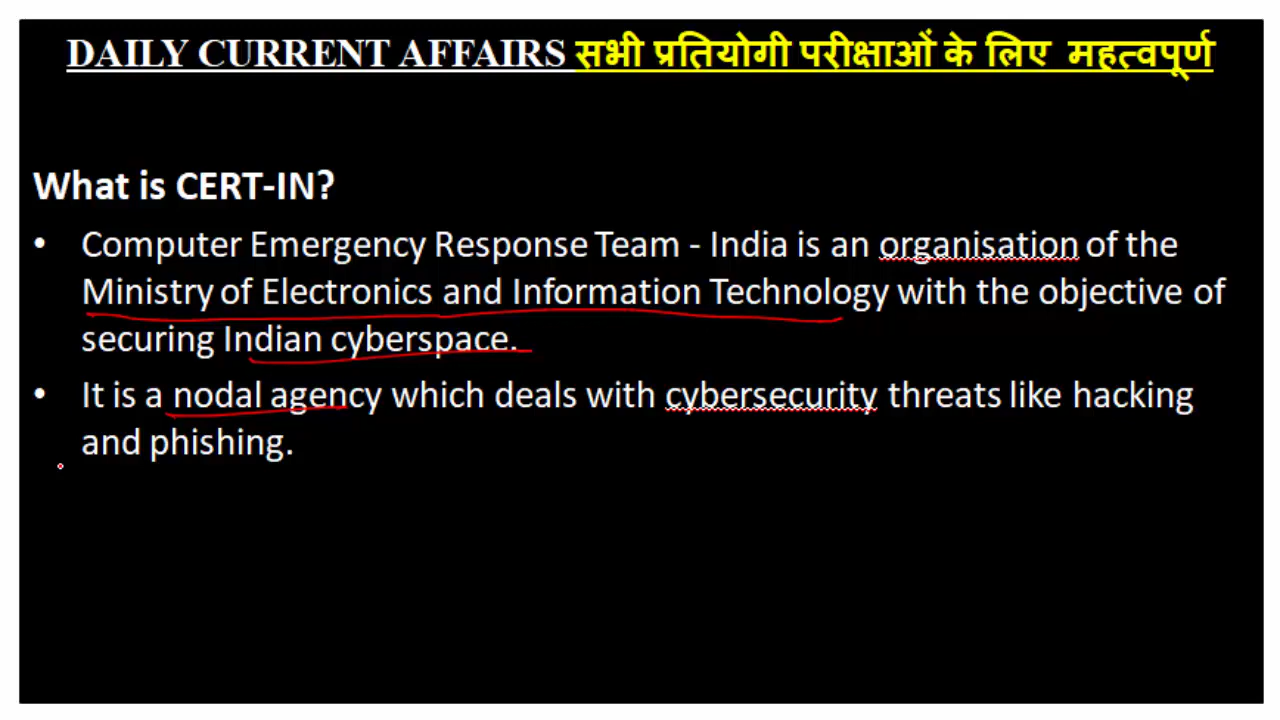 DAILY CURRENT AFFAIRS सभी प्रतियोगी परीक्षाओं के लिए महत्वपूर्ण
What is CERT-IN?
• Computer Emergency Response Team - India is an organisation of the
Ministry of Electronics and Information Technology with the objective of
securing Indian cyberspace.
• It is a nodal agency which deals with cybersecurity threats like hacking
and phishing.